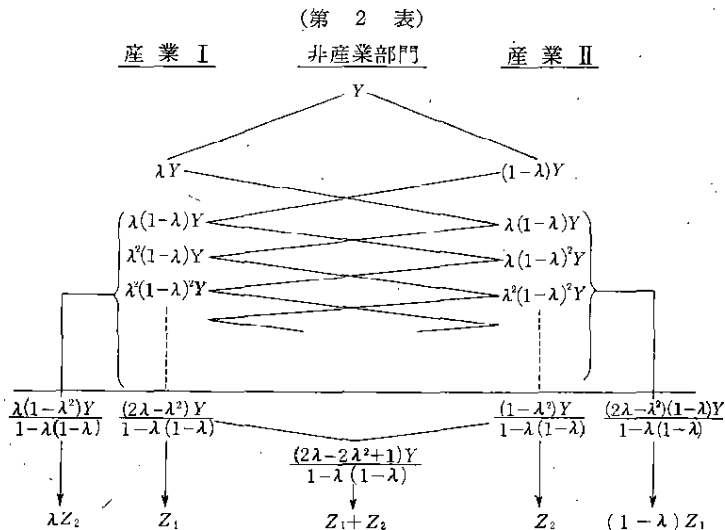 (第 2 表)
産業 I 非産業部門 産業 II
Y
λY (1-λ)Y
λ(1-λ)Y λ(1-λ)Y
λ²(1-λ)Y λ(1-λ)²Y
λ²(1-λ)²Y λ²(1-λ)²Y
λ(1-λ²)Y/1-λ(1-λ) (2λ-λ²)Y/1-λ(1-λ) (1-λ²)Y/1-λ(1-λ) (2λ-λ²)(1-λ)Y/1-λ(1-λ)
(2λ-2λ²+1)Y/1-λ(1-λ)
λZ₂ Z₁ Z₁+Z₂ Z₂ (1-λ)Z₁